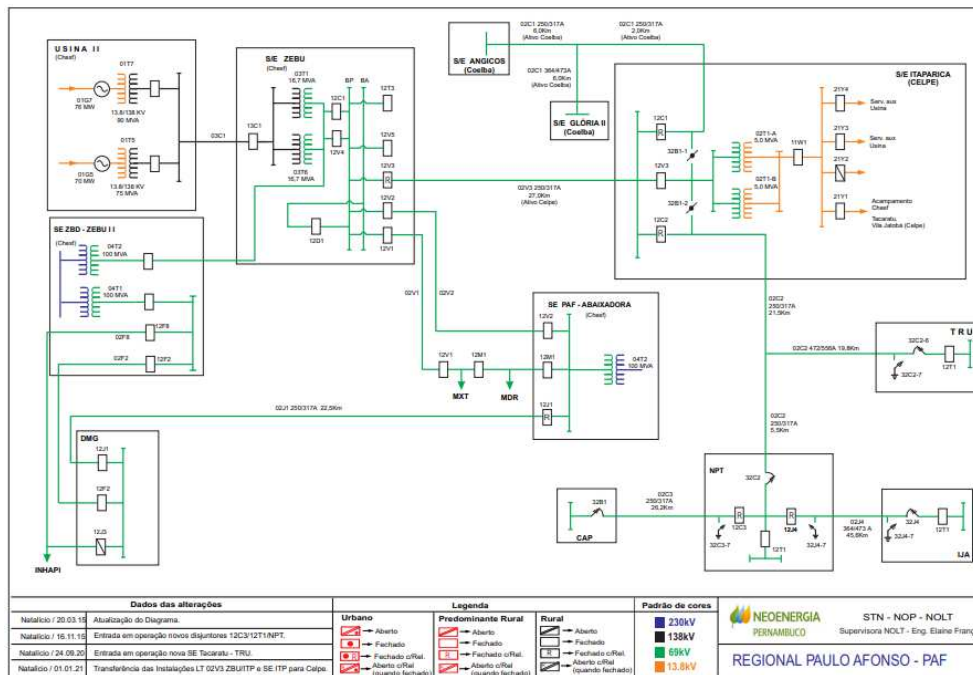 USINA II
(Chesf)
01T7
01G7
76 MW
13,8/138 KV
80 MVA
01T5
01G5
70 MW
13,8/138 KV
75 MVA
03C1
13C1
S/E ZEBU
(Chesf)
03T1
16,7 MVA
03T6
16,7 MVA
BP
BA
12C1
12V4
12T3
12V5
12V3
R
12V2
12V1
12D1
02C1 250/317A
6,0Km
(Ativo Coelba)
02C1 250/317A
2,0Km
(Ativo Coelba)
S/E ANGICOS
(Coelba)
02C1 364/473A
6,0Km
(Ativo Coelba)
S/E GLÓRIA II
(Coelba)
S/E ITAPARICA
(CELPE)
12C1
R
32B1-1
12V3
32B1-2
12C2
R
02T1-A
5,0 MVA
02T1-B
5,0 MVA
11W1
21Y4
Serv. aux
Usina
21Y3
Serv. aux
Usina
21Y2
21Y1
Acampamento
Chesf
Tacaratu,
Vila Jatobá (Celpe)
02V3 250/317A
27,0Km
(Ativo Celpe)
SE ZBD - ZEBU II
(Chesf)
04T2
100 MVA
04T1
100 MVA
12F8
02F8
02F2
12F2
02V1
02V2
SE PAF - ABAIXADORA
(Chesf)
12V2
12M1
04T2
100 MVA
12J1
R
12V1
12M1
MXT
MDR
02J1 250/317A 22,5Km
DMG
12J1
12F2
12J3
INHAPI
02C2
250/317A
21,5Km
02C2 472/556A 19,8Km
TRU
32C2-8
32C2-7
12T1
02C2
250/317A
5,5Km
NPT
32C2
R
12C3
R
12J4
32C3-7
12T1
32J4-7
02C3
250/317A
26,2Km
32B1
CAP
02J4
364/473 A
45,6Km
32J4
32J4-7
12T1
IJA
Dados das alterações
Natalício / 20.03.15 Atualização do Diagrama.
Natalício / 16.11.15 Entrada em operação novos disjuntores 12C3/12T1/NPT.
Natalício / 24.09.20 Entrada em operação nova SE Tacaratu - TRU.
Natalício / 01.01.21 Transferência das Instalações LT 02V3 ZBU/ITP e SE ITP para Celpe.
Legenda
Urbano
Aberto
Fechado
R Fechado c/Rel.
Aberto c/Rel
(quando fechado)
Predominante Rural
Aberto
Fechado
R Fechado c/Rel.
Aberto c/Rel
(quando fechado)
Rural
Aberto
Fechado
R Fechado c/Rel.
Aberto c/Rel
(quando fechado)
Padrão de cores
230kV
138kV
69kV
13.8kV
NEOENERGIA
PERNAMBUCO
STN - NOP - NOLT
Supervisora NOLT - Eng. Elaine Franç
REGIONAL PAULO AFONSO - PAF